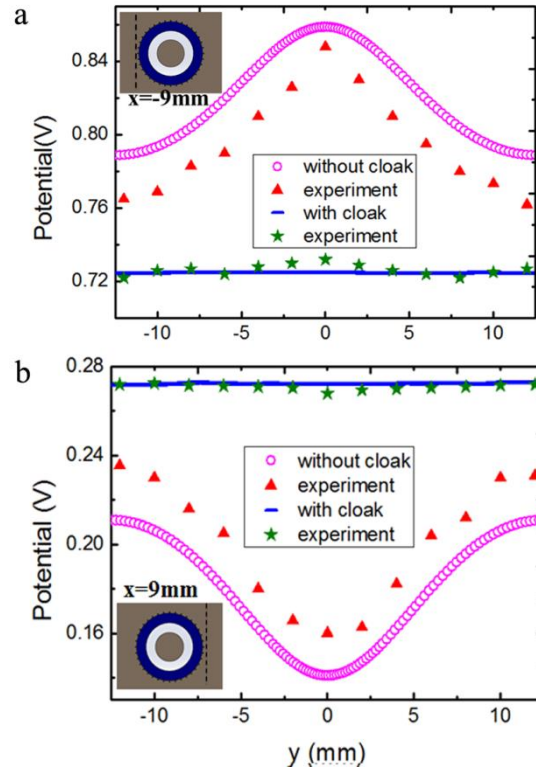 a
x=-9mm
Potential(V)
0.84
0.80
0.76
0.72
without cloak
experiment
with cloak
experiment
-10 -5 0 5 10
b
0.28
0.24
0.20
0.16
Potential (V)
without cloak
experiment
with cloak
experiment
x=9mm
-10 -5 0 5 10
y (mm)